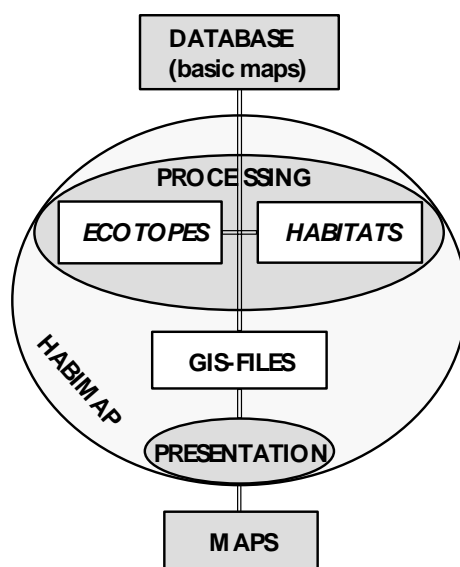 DATABASE
(basic maps)
PROCESSING
ECOTOPES
HABITATS
GIS-FILES
HABIMAP
PRESENTATION
MAPS